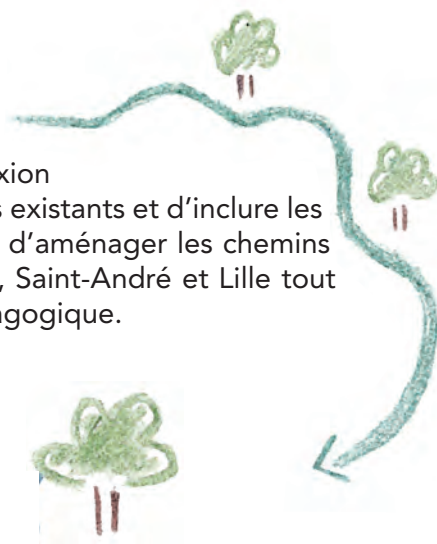 xion
s existants et d'inclure les
d'aménager les chemins
, Saint-André et Lille tout
agogique.